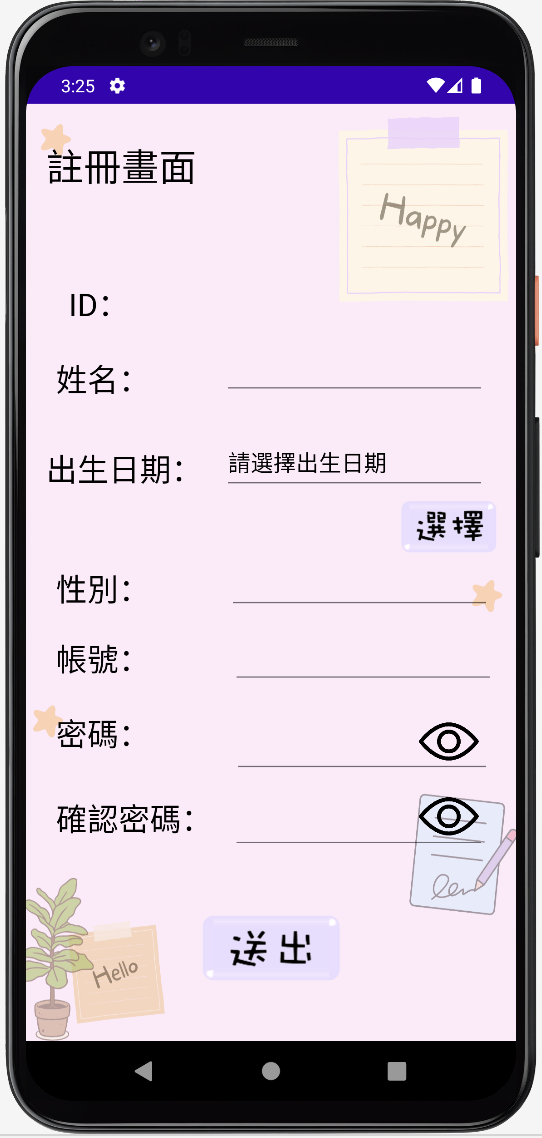 3:25
註冊畫面
Happy
ID：
姓名：
出生日期：
請選擇出生日期
選擇
性別：
帳號：
密碼：
確認密碼：
送出
Hello